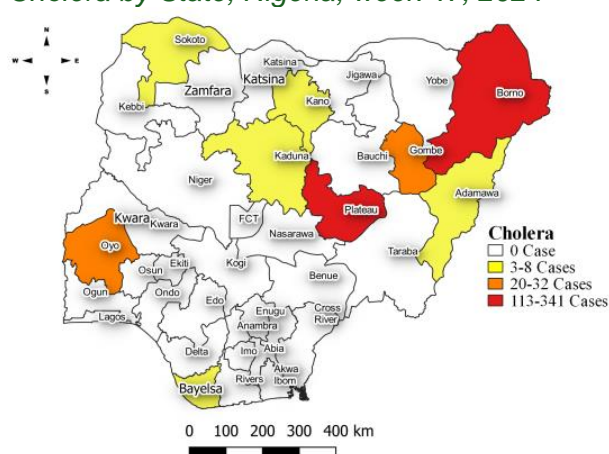 Cholera by State, Nigeria, week
N
W E
S
Sokoto
Katsina
Katsina
Jigawa
Yobe
Borno
Kebbi
Zamfara
Kano
Kaduna
Bauchi
Gombe
Niger
Adamawa
Kwara
Kwara
FCT
Plateau
Nasarawa
Oyo
Taraba
Kogi
Osun
Ekiti
Benue
Ogun
Ondo
Edo
Lagos
Enugu
Cross
River
Anambra
Delta
Imo
Abia
Akwa
Ibom
Rivers
Bayelsa
Cholera
0 Case
3-8 Cases
20-32 Cases
113-341 Cases
0 100 200 300 400 km